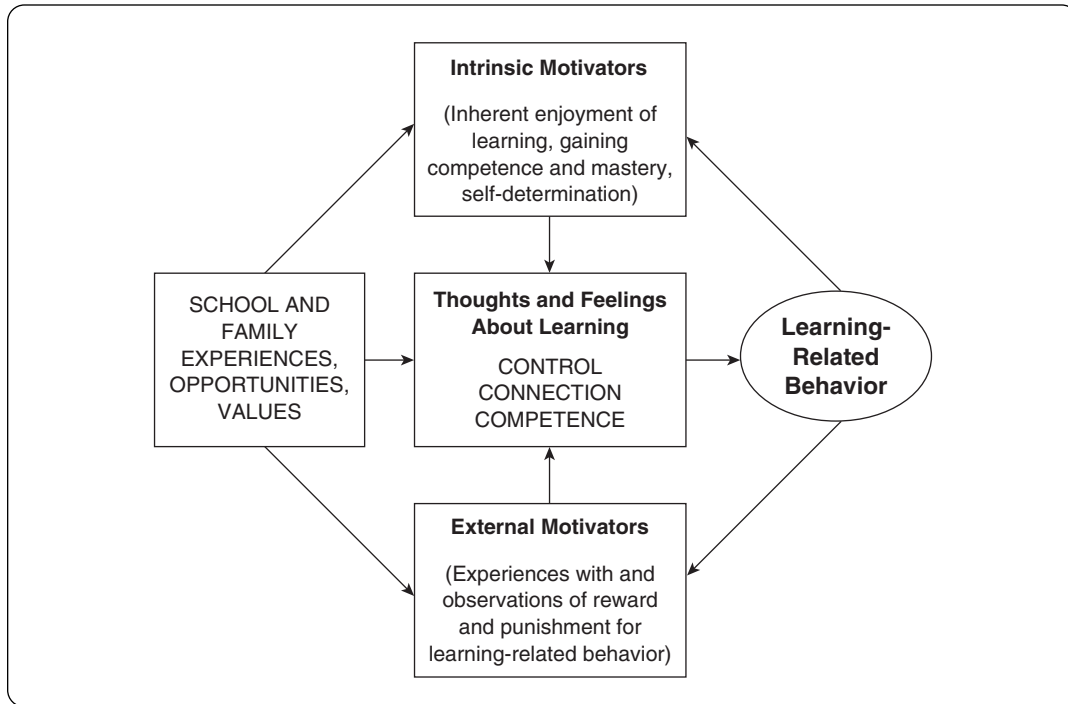 Intrinsic Motivators
(Inherent enjoyment of
learning, gaining
competence and mastery,
self-determination)
SCHOOL AND
FAMILY
EXPERIENCES,
OPPORTUNITIES,
VALUES
Thoughts and Feelings
About Learning
CONTROL
CONNECTION
COMPETENCE
Learning-
Related
Behavior
External Motivators
(Experiences with and
observations of reward
and punishment for
learning-related behavior)